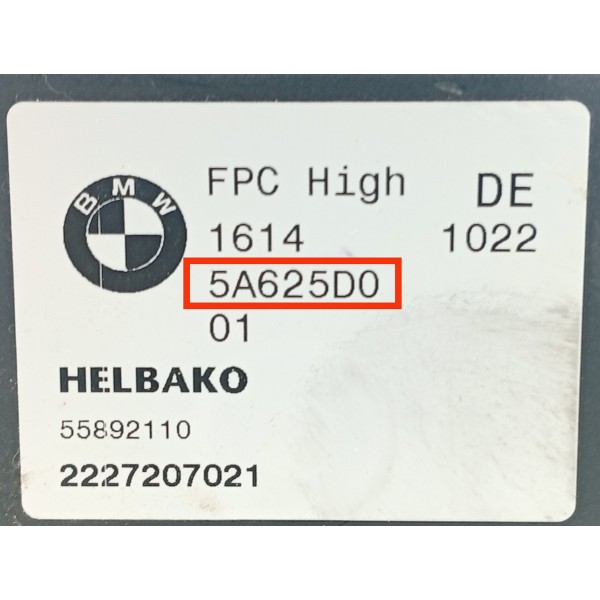 BMW
FPC High DE
1614 1022
5A625D0
01
HELBAKO
55892110
2227207021